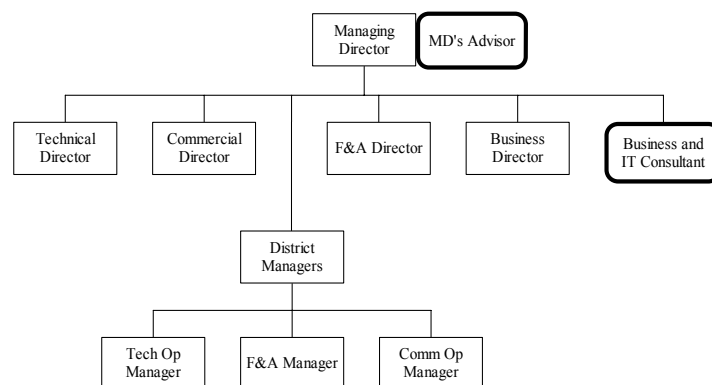 Managing
Director
MD's Advisor
Technical
Director
Commercial
Director
F&A Director
Business
Director
Business and
IT Consultant
District
Managers
Tech Op
Manager
F&A Manager
Comm Op
Manager